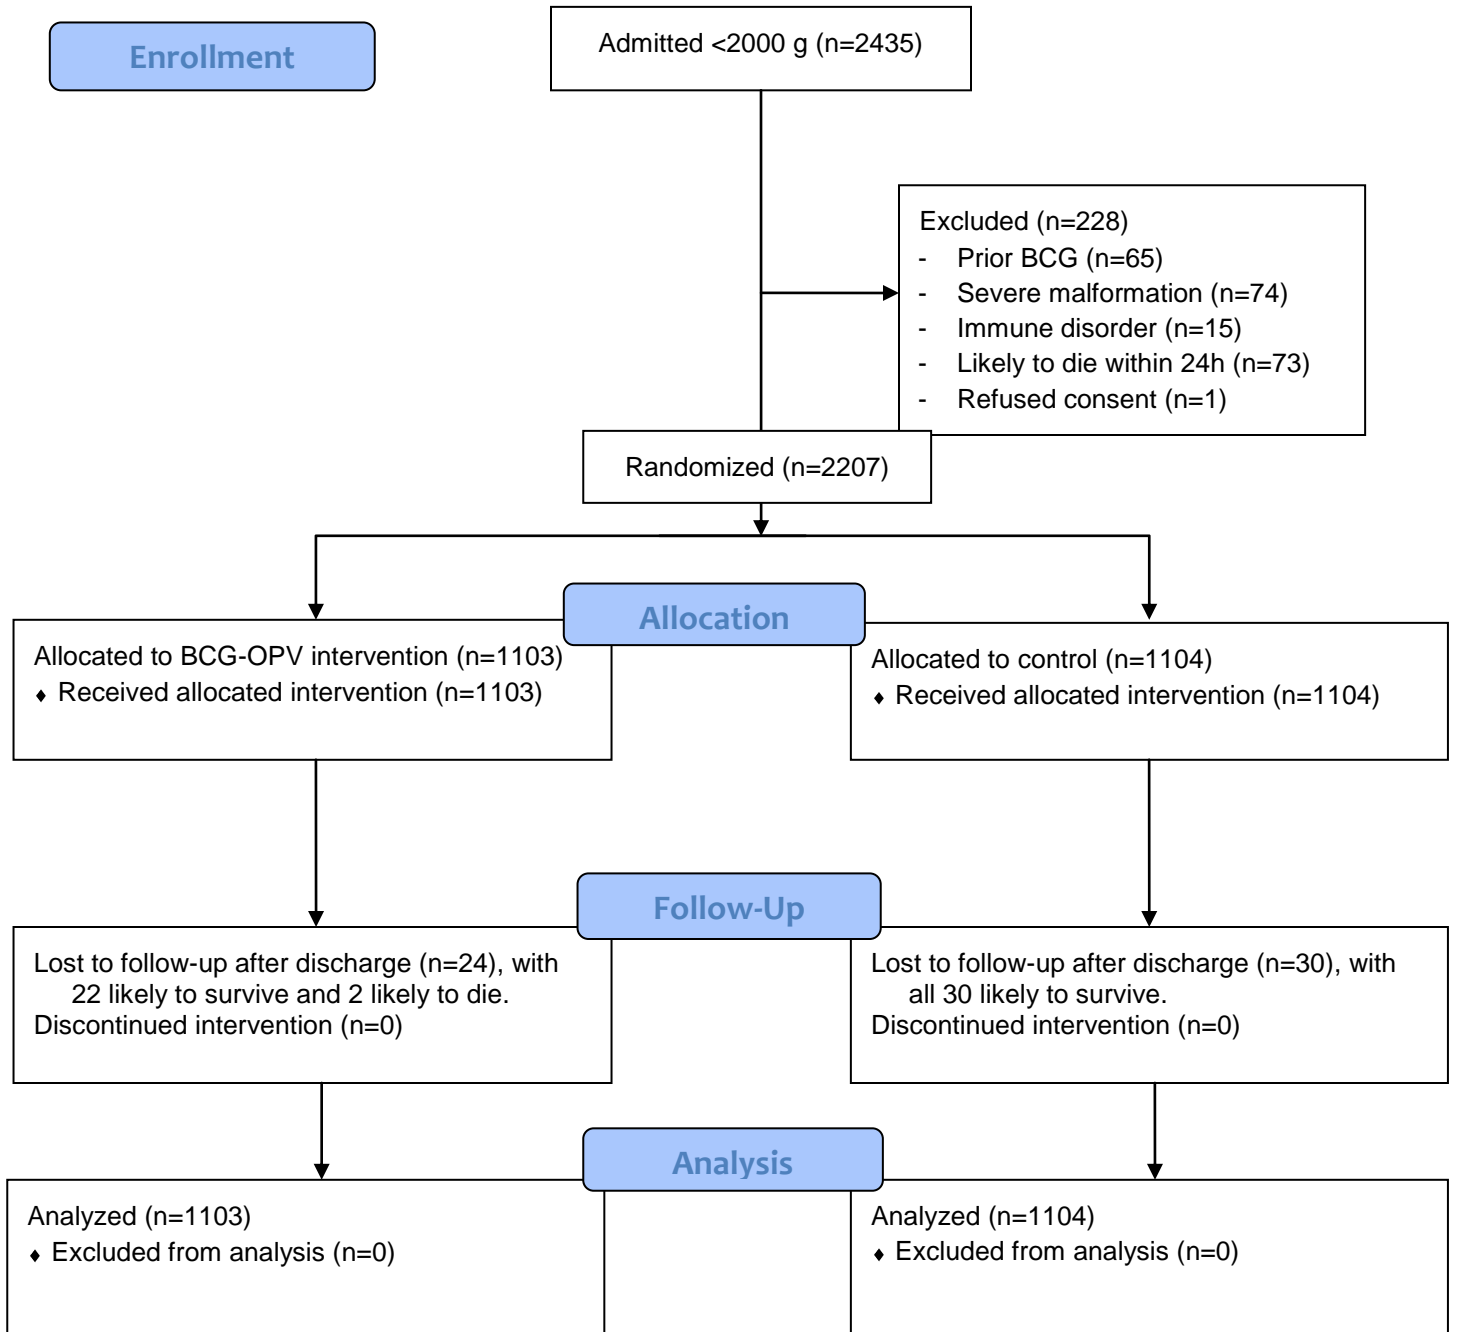 Enrollment
Admitted <2000 g (n=2435)
Excluded (n=228)
- Prior BCG (n=65)
- Severe malformation (n=74)
- Immune disorder (n=15)
- Likely to die within 24h (n=73)
- Refused consent (n=1)
Randomized (n=2207)
Allocation
Allocated to BCG-OPV intervention (n=1103)
♦ Received allocated intervention (n=1103)
Allocated to control (n=1104)
♦ Received allocated intervention (n=1104)
Follow-Up
Lost to follow-up after discharge (n=24), with
22 likely to survive and 2 likely to die.
Discontinued intervention (n=0)
Lost to follow-up after discharge (n=30), with
all 30 likely to survive.
Discontinued intervention (n=0)
Analysis
Analyzed (n=1103)
♦ Excluded from analysis (n=0)
Analyzed (n=1104)
♦ Excluded from analysis (n=0)